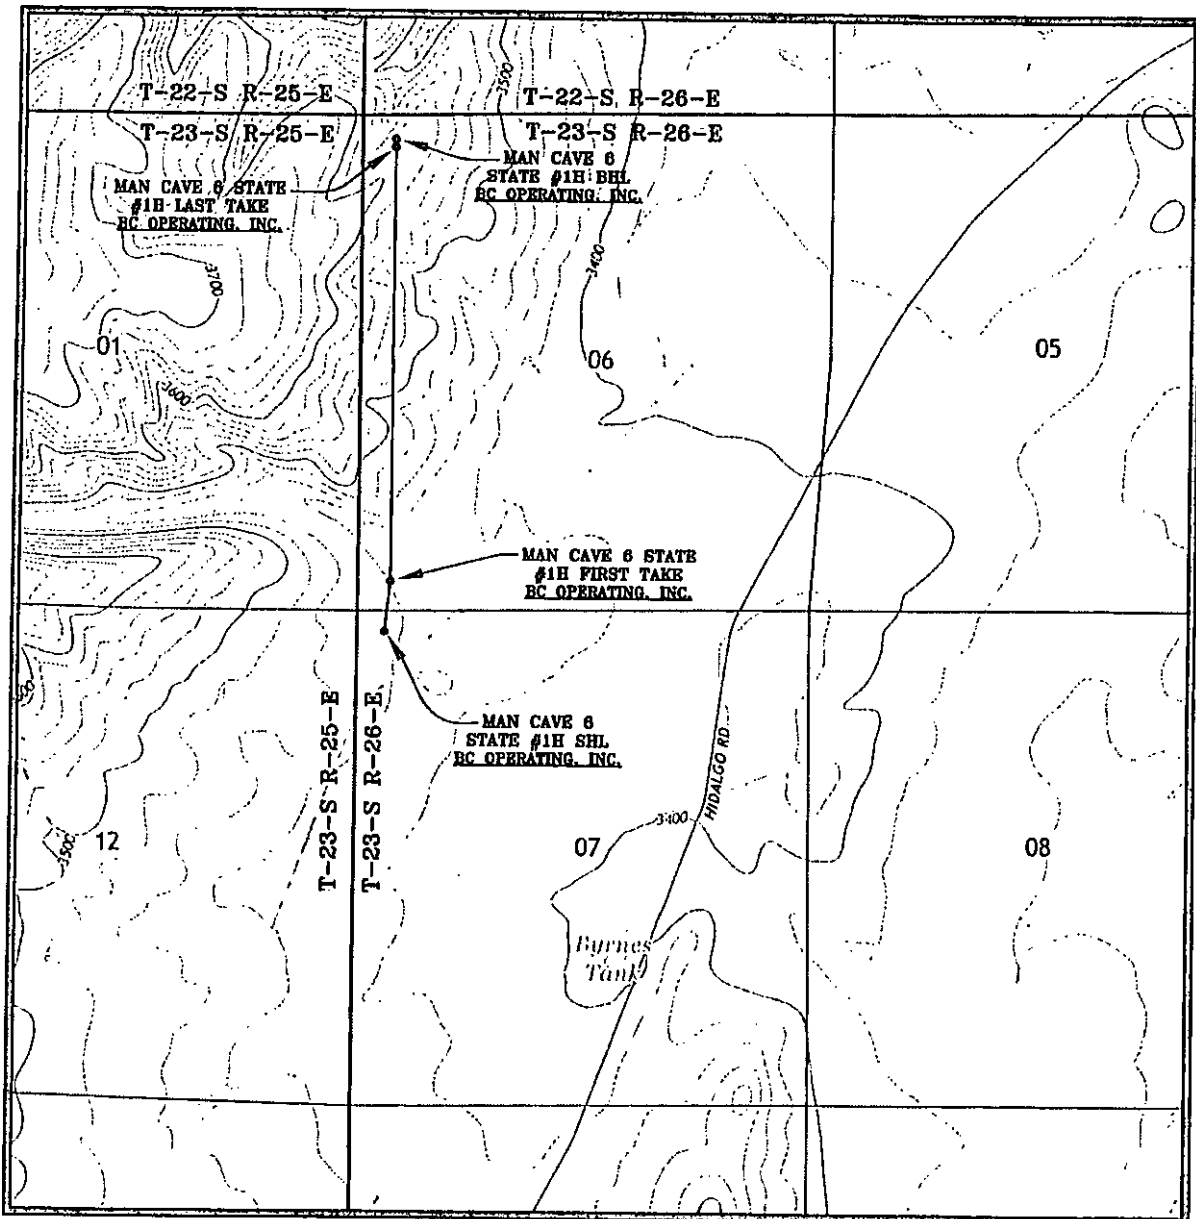 3500
T-22-S R-25-E
T-22-S R-26-E
T-23-S R-25-E
T-23-S R-26-E
MAN CAVE 6
STATE #1H BHL
BC OPERATING, INC.
MAN CAVE 6 STATE
#1H LAST TAKE
BC OPERATING, INC.
3400
3700
01
06
05
3600
MAN CAVE 6 STATE
#1H FIRST TAKE
BC OPERATING, INC.
T-23-S R-25-E
T-23-S R-26-E
MAN CAVE 6
STATE #1H SHL
BC OPERATING, INC.
HIDALGO RD
3400
3500
12
07
08
Byrnes
Tank